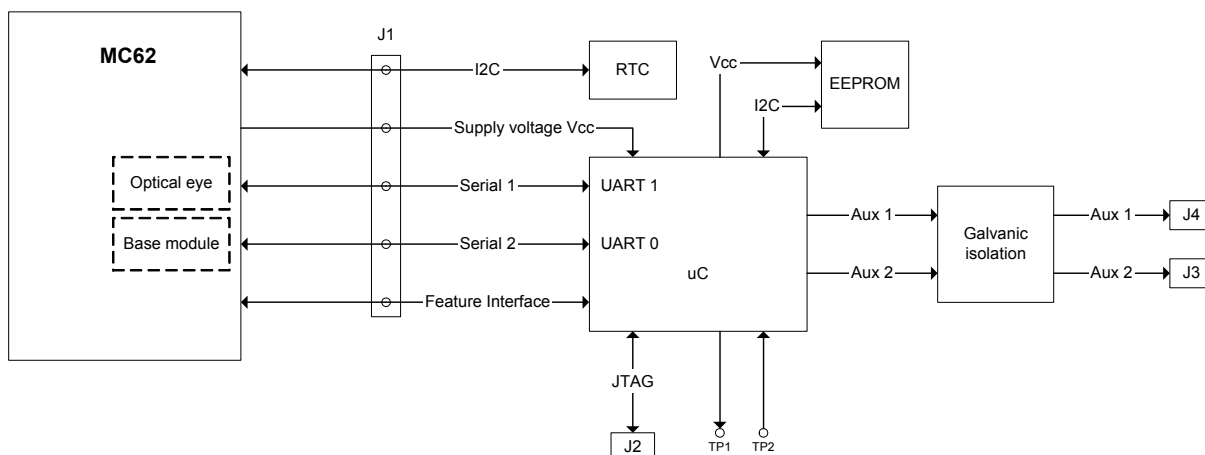 MC62
J1
I2C
RTC
Vcc
EEPROM
I2C
Supply voltage Vcc
Optical eye
Serial 1
UART 1
Aux 1
Galvanic
isolation
Aux 1
J4
Base module
Serial 2
UART 0
uC
Aux 2
Aux 2
J3
Feature Interface
JTAG
J2
TP1
TP2